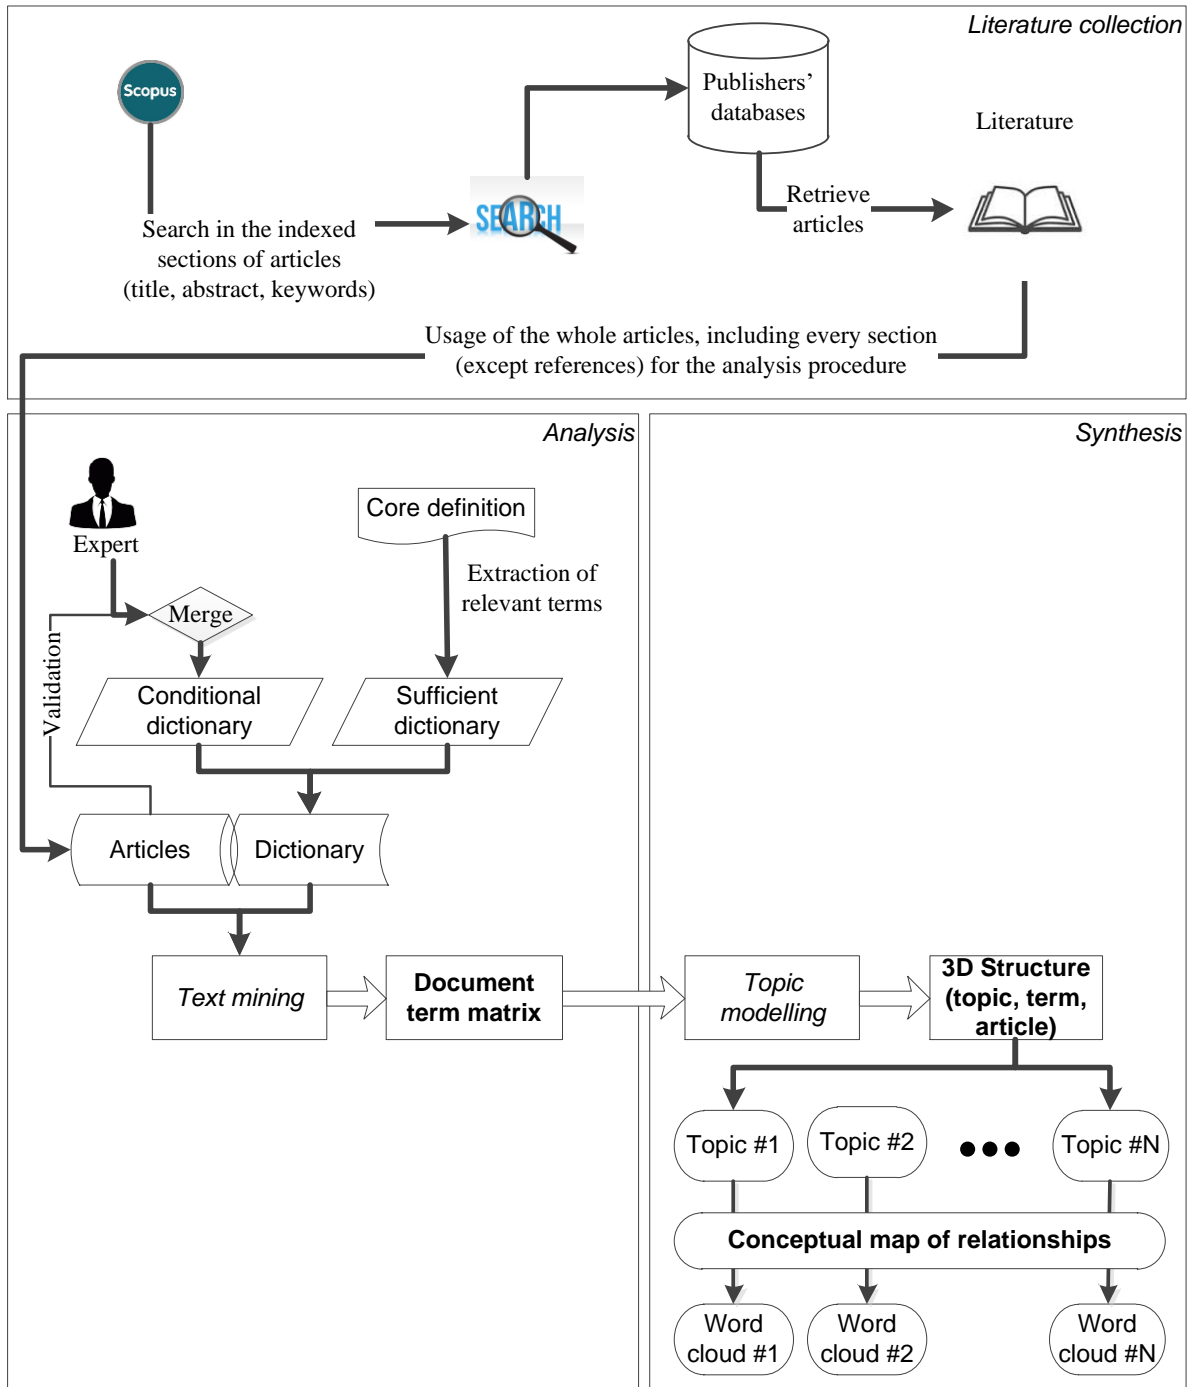 Literature collection
Scopus
Publishers’
databases
Literature
SEARCH
Retrieve
articles
Search in the indexed
sections of articles
(title, abstract, keywords)
Usage of the whole articles, including every section
(except references) for the analysis procedure
Analysis
Expert
Core definition
Extraction of
relevant terms
Merge
Validation
Conditional
dictionary
Sufficient
dictionary
Articles
Dictionary
Text mining
Document
term matrix
Synthesis
Topic
modelling
3D Structure
(topic, term,
article)
Topic #1
Topic #2
Topic #N
Conceptual map of relationships
Word
cloud #1
Word
cloud #2
Word
cloud #N